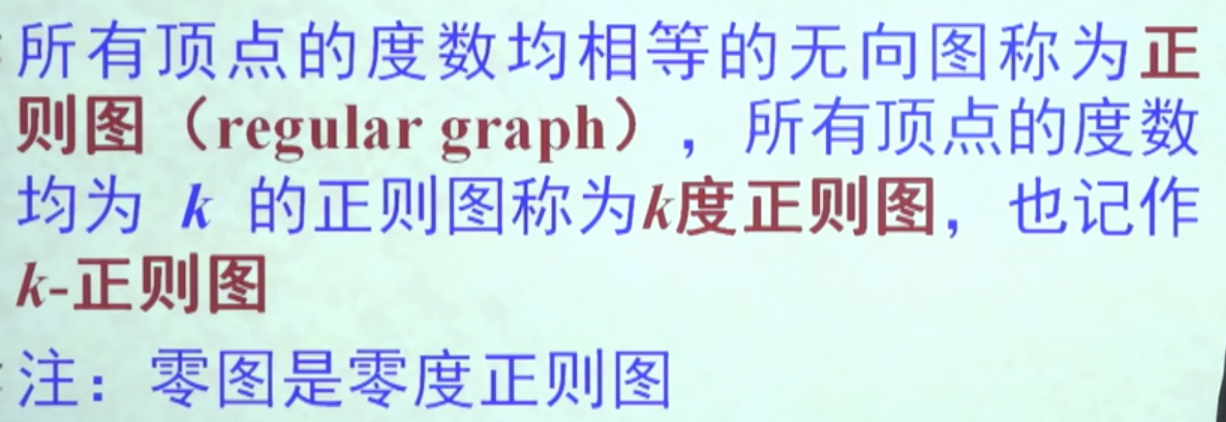 所有顶点的度数均相等的无向图称为正
则图（regular graph），所有顶点的度数
均为 k 的正则图称为k度正则图，也记作
k-正则图
注：零图是零度正则图